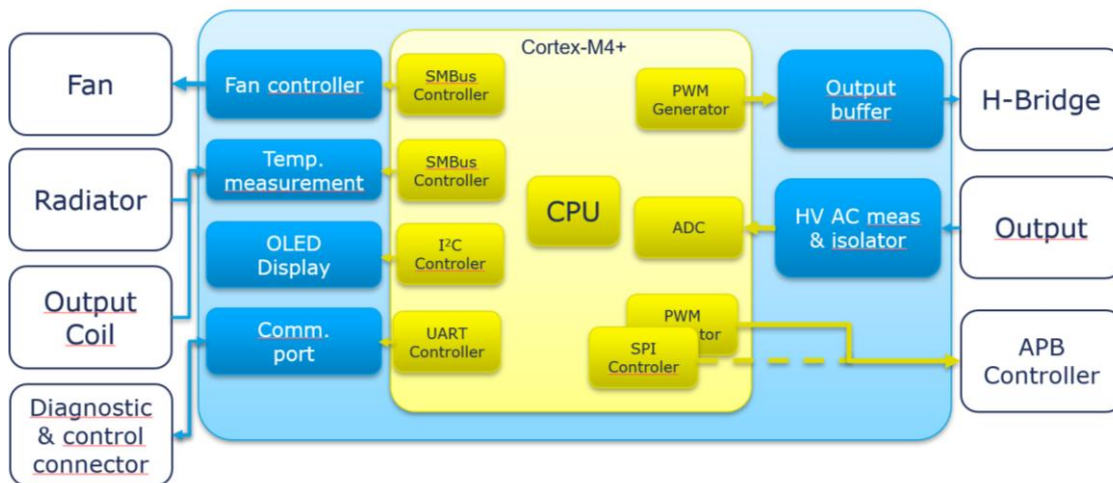 Cortex-M4+
Fan
Fan controller
SMBus
Controller
PWM
Generator
Output
buffer
H-Bridge
Radiator
Temp.
measurement
SMBus
Controller
CPU
ADC
HV AC meas
& isolator
Output
Output
Coil
OLED
Display
I²C
Controler
Comm.
port
UART
Controller
PWM
tor
SPI
Controler
APB
Controller
Diagnostic
& control
connector